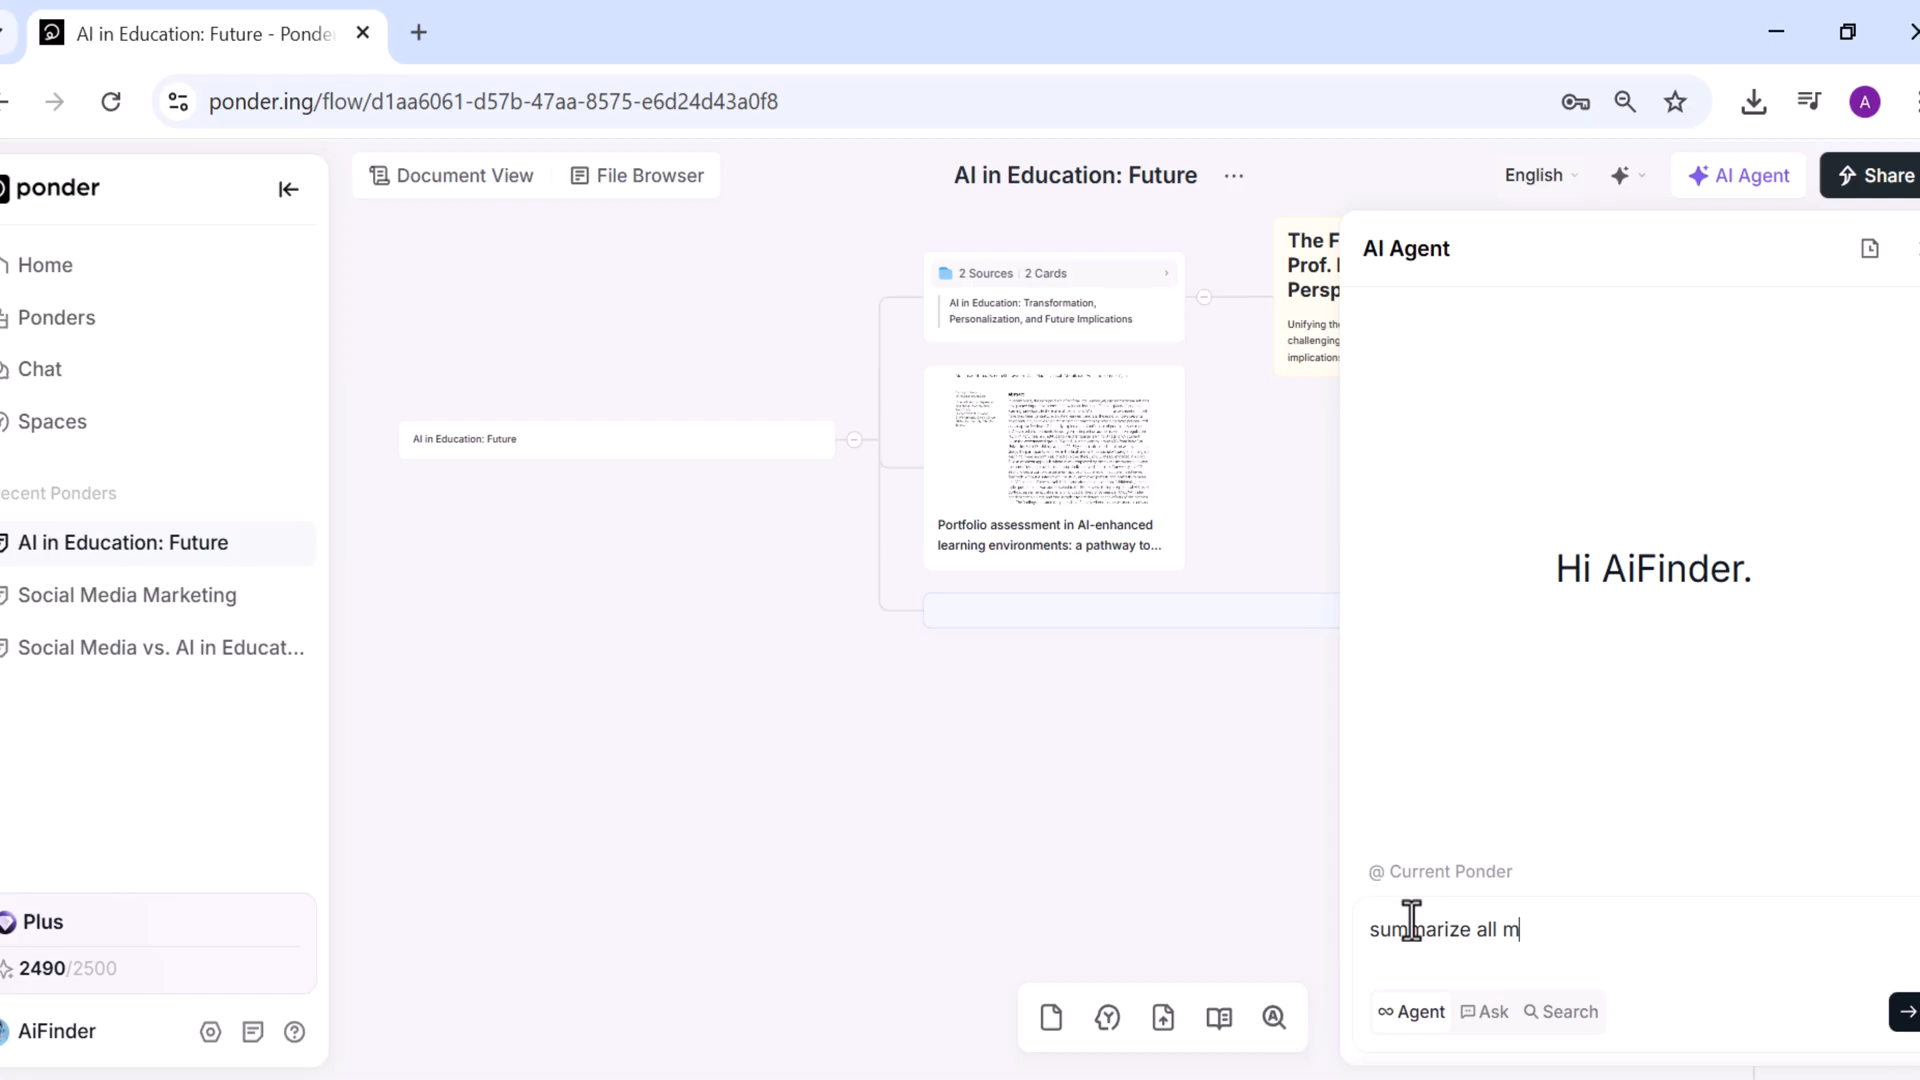 AI in Education: Future - Ponde
ponder.ing/flow/d1aa6061-d57b-47aa-8575-e6d24d43a0f8
A
ponder
Document View
File Browser
AI in Education: Future
English
AI Agent
Share
Home
Ponders
Chat
Spaces
ecent Ponders
AI in Education: Future
Social Media Marketing
Social Media vs. AI in Educat...
Plus
2490/2500
AiFinder
AI in Education: Future
2 Sources
2 Cards
AI in Education: Transformation,
Personalization, and Future Implications
Portfolio assessment in AI-enhanced
learning environments: a pathway to...
The F
Prof.
Persp
Unifying the
challenging
implications
AI Agent
Hi AiFinder.
@ Current Ponder
summarize all m
Agent
Ask
Search